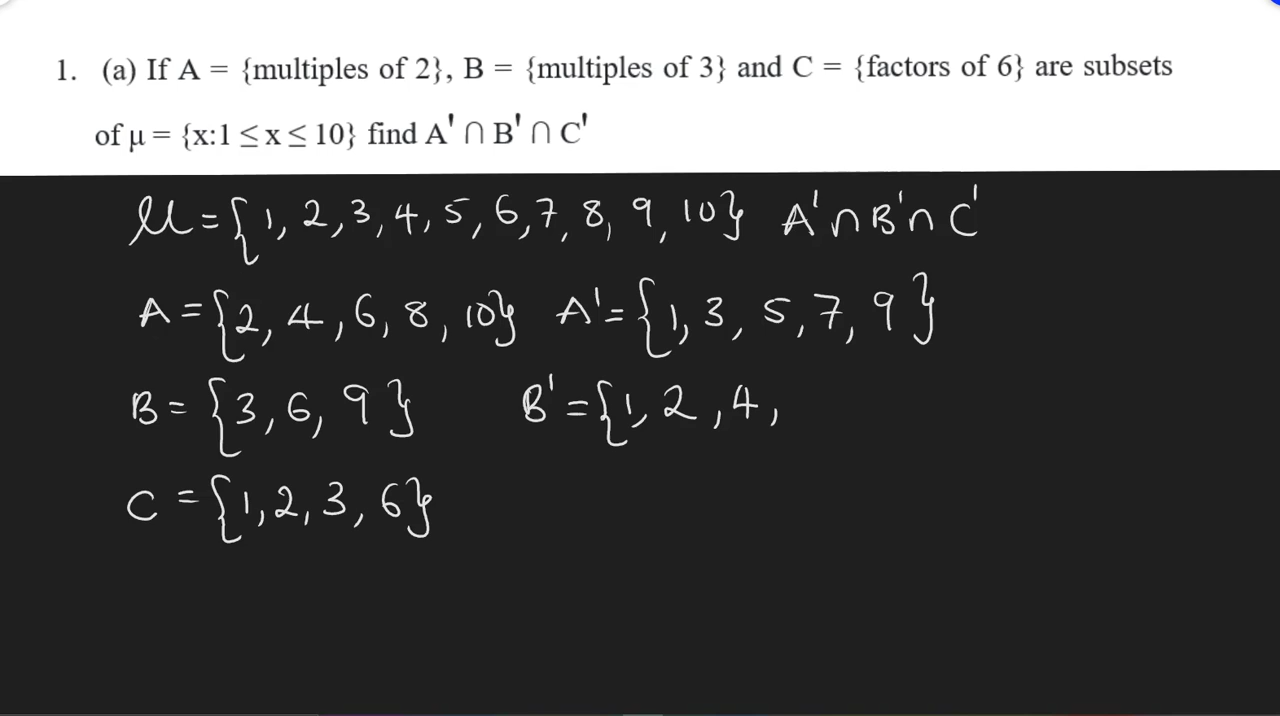 1. (a) If A = {multiples of 2}, B = {multiples of 3} and C = {factors of 6} are subsets
of μ = {x:1 ≤ x ≤ 10} find A' ∩ B' ∩ C'
μ = {1, 2, 3, 4, 5, 6, 7, 8, 9, 10} A' ∩ B' ∩ C'
A = {2, 4, 6, 8, 10} A' = {1, 3, 5, 7, 9}
B = {3, 6, 9} B' = {1, 2, 4,
C = {1, 2, 3, 6}